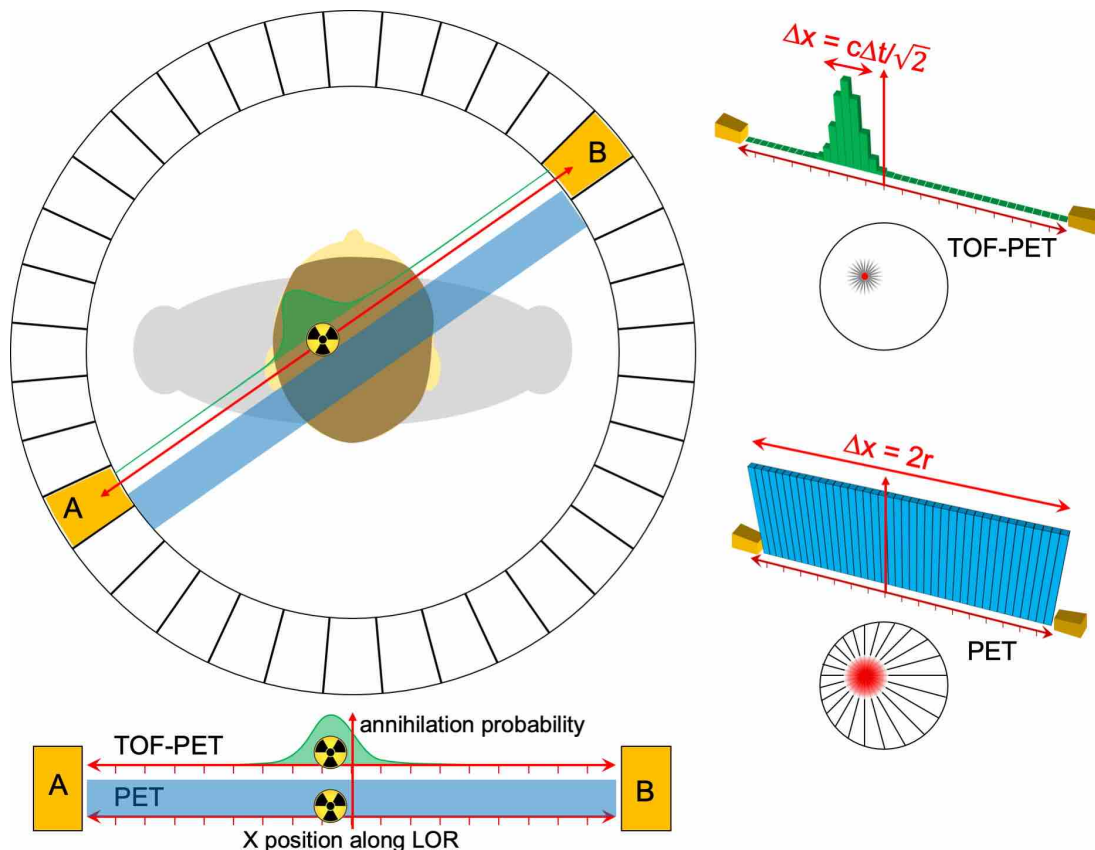 B
A
Δx = cΔt/√2
TOF-PET
Δx = 2r
PET
annihilation probability
TOF-PET
A
B
PET
X position along LOR